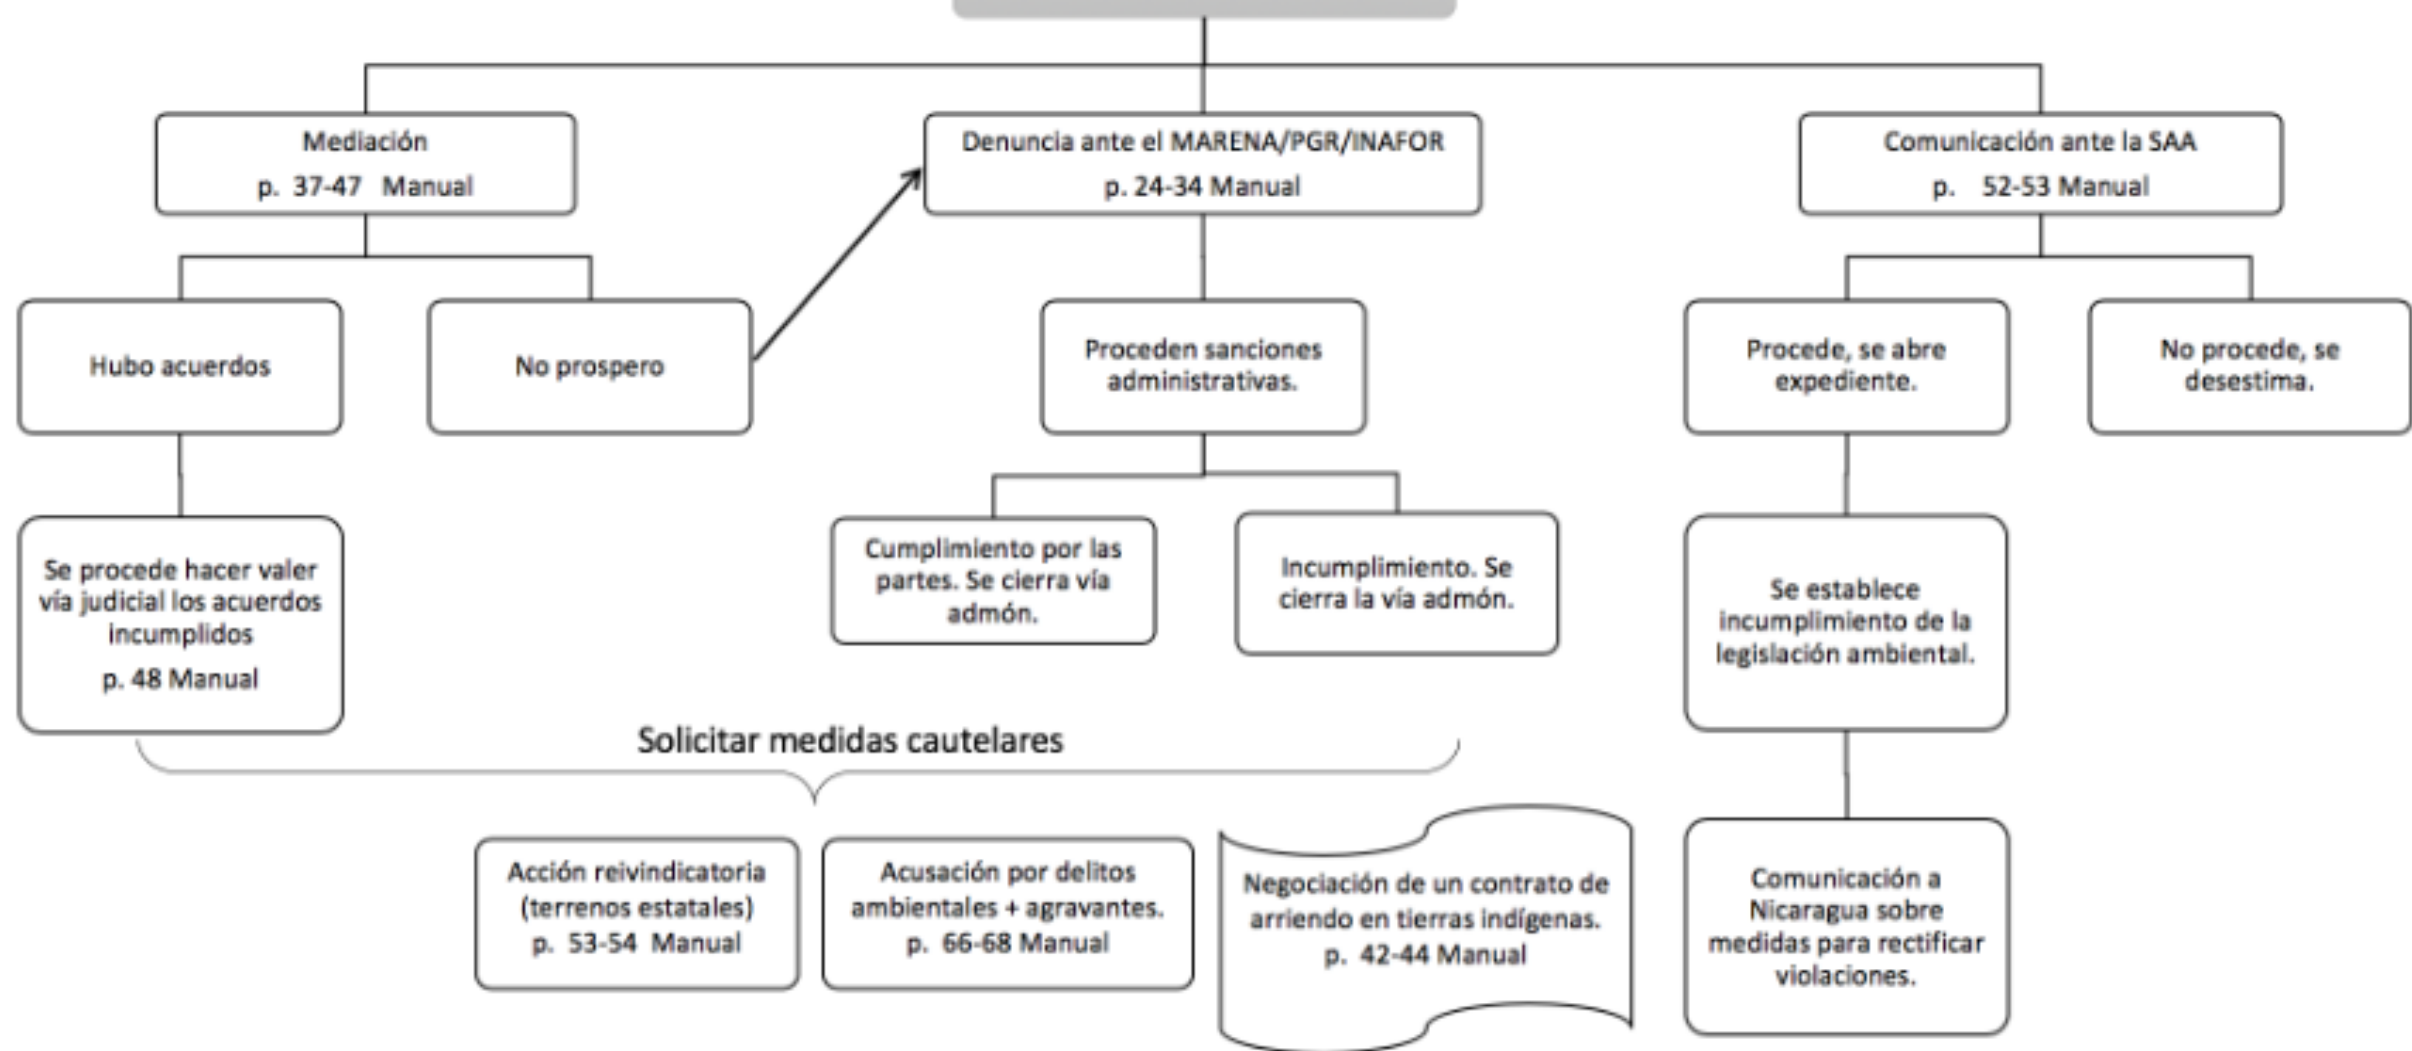 Mediación
p. 37-47 Manual
Denuncia ante el MARENA/PGR/INAFOR
p. 24-34 Manual
Comunicación ante la SAA
p. 52-53 Manual
Hubo acuerdos
No prospero
Proceden sanciones
administrativas.
Procede, se abre
expediente.
No procede, se
desestima.
Se procede hacer valer
vía judicial los acuerdos
incumplidos
p. 48 Manual
Cumplimiento por las
partes. Se cierra vía
admón.
Incumplimiento. Se
cierra la vía admón.
Se establece
incumplimiento de la
legislación ambiental.
Solicitar medidas cautelares
Acción reivindicatoria
(terrenos estatales)
p. 53-54 Manual
Acusación por delitos
ambientales + agravantes.
p. 66-68 Manual
Negociación de un contrato de
arriendo en tierras indígenas.
p. 42-44 Manual
Comunicación a
Nicaragua sobre
medidas para rectificar
violaciones.